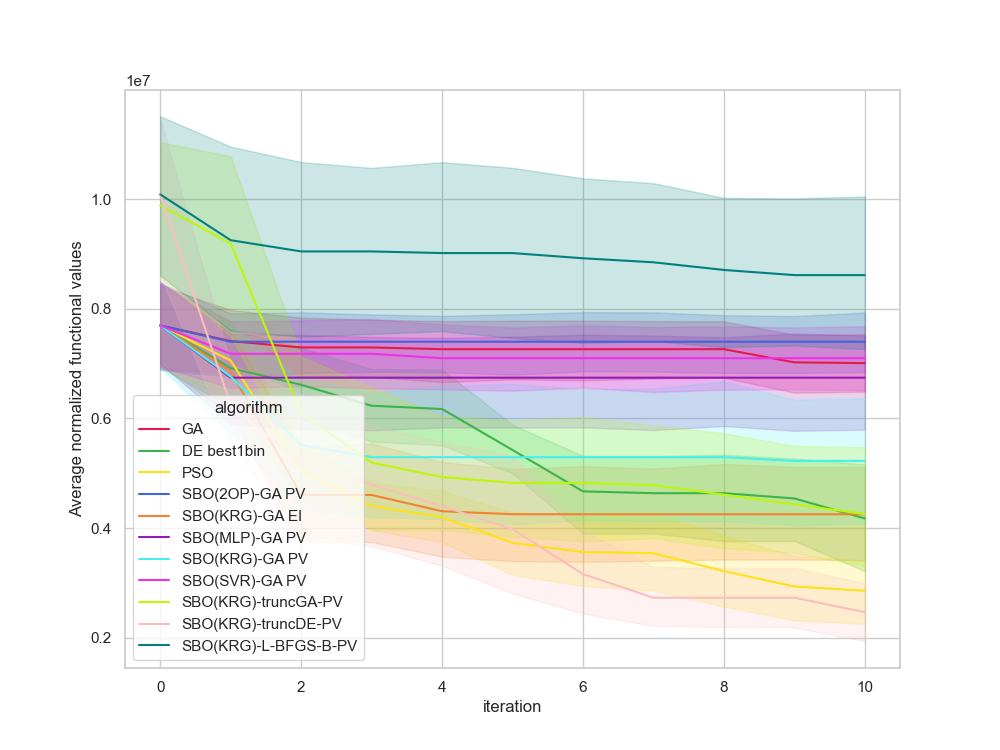 1e7
1.0
0.8
0.6
0.4
0.2
Average normalized functional values
algorithm
GA
DE best1bin
PSO
SBO(2OP)-GA PV
SBO(KRG)-GA EI
SBO(MLP)-GA PV
SBO(KRG)-GA PV
SBO(SVR)-GA PV
SBO(KRG)-truncGA-PV
SBO(KRG)-truncDE-PV
SBO(KRG)-L-BFGS-B-PV
0 2 4 6 8 10
iteration